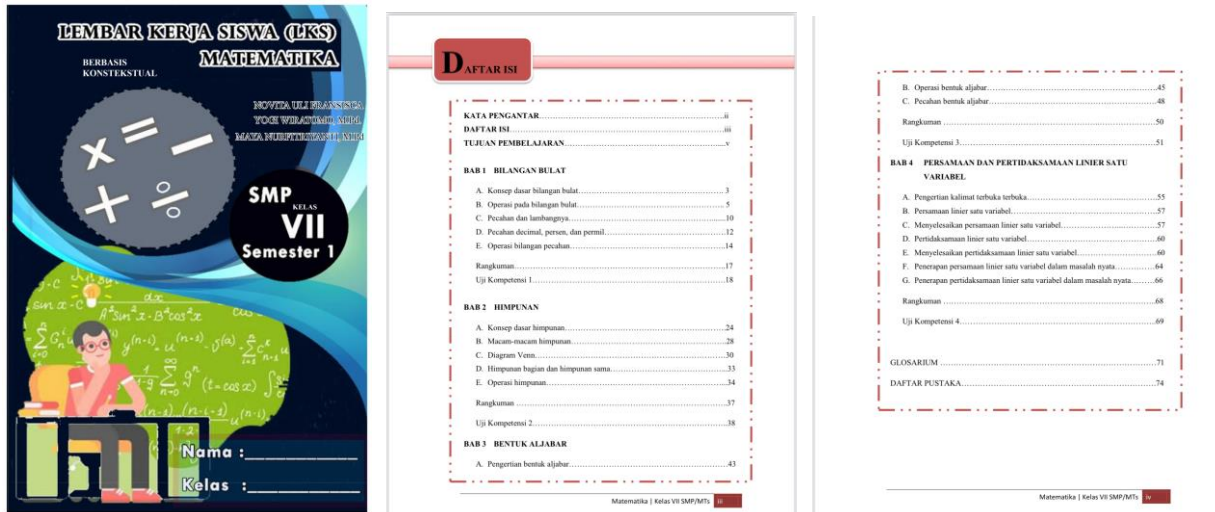 LEMBAR KERJA SISWA (LKS)
MATEMATIKA
BERBASIS
KONSTEKSTUAL
NOVITA ULI FRANSISCA
YOGI WIRATOMO, M.Pd.
MAYA NURFITRIYANTI, M.Pd
SMP
KELAS
VII
Semester 1
Nama :___________
Kelas :___________
DAFTAR ISI
KATA PENGANTAR……ii
DAFTAR ISI……iii
TUJUAN PEMBELAJARAN……v
BAB 1 BILANGAN BULAT
A. Konsep dasar bilangan bulat……3
B. Operasi pada bilangan bulat……5
C. Pecahan dan lambangnya……10
D. Pecahan decimal, persen, dan permil……12
E. Operasi bilangan pecahan……14
Rangkuman……17
Uji Kompetensi 1……18
BAB 2 HIMPUNAN
A. Konsep dasar himpunan……24
B. Macam-macam himpunan……28
C. Diagram Venn……30
D. Himpunan bagian dan himpunan sama……33
E. Operasi himpunan……34
Rangkuman……37
Uji Kompetensi 2……38
BAB 3 BENTUK ALJABAR
A. Pengertian bentuk aljabar……43
Matematika | Kelas VII SMP/MTs iii
B. Operasi bentuk aljabar……45
C. Pecahan bentuk aljabar……48
Rangkuman……50
Uji Kompetensi 3……51
BAB 4 PERSAMAAN DAN PERTIDAKSAMAAN LINIER SATU
VARIABEL
A. Pengertian kalimat terbuka terbuka……55
B. Persamaan linier satu variabel……57
C. Menyelesaikan persamaan linier satu variabel……57
D. Pertidaksamaan linier satu variabel……60
E. Menyelesaikan pertidaksamaan linier satu variabel……60
F. Penerapan persamaan linier satu variabel dalam masalah nyata……64
G. Penerapan pertidaksamaan linier satu variabel dalam masalah nyata……66
Rangkuman……68
Uji Kompetensi 4……69
GLOSARIUM……71
DAFTAR PUSTAKA……74
Matematika | Kelas VII SMP/MTs iv